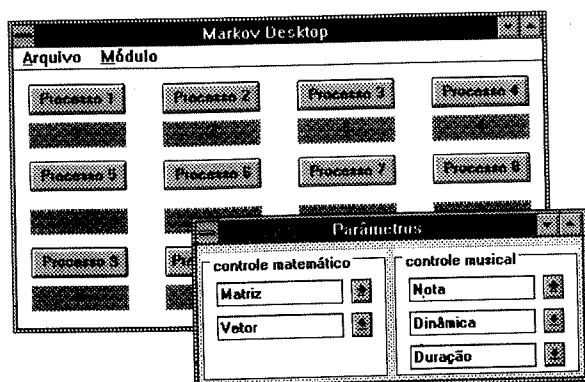 Markov Desktop
Arquivo Módulo
Processo 1 Processo 2 Processo 3 Processo 4
Processo 5 Processo 6 Processo 7 Processo 8
Processo 9
Parâmetros
controle matemático
Matriz
Vetor
controle musical
Nota
Dinâmica
Duração